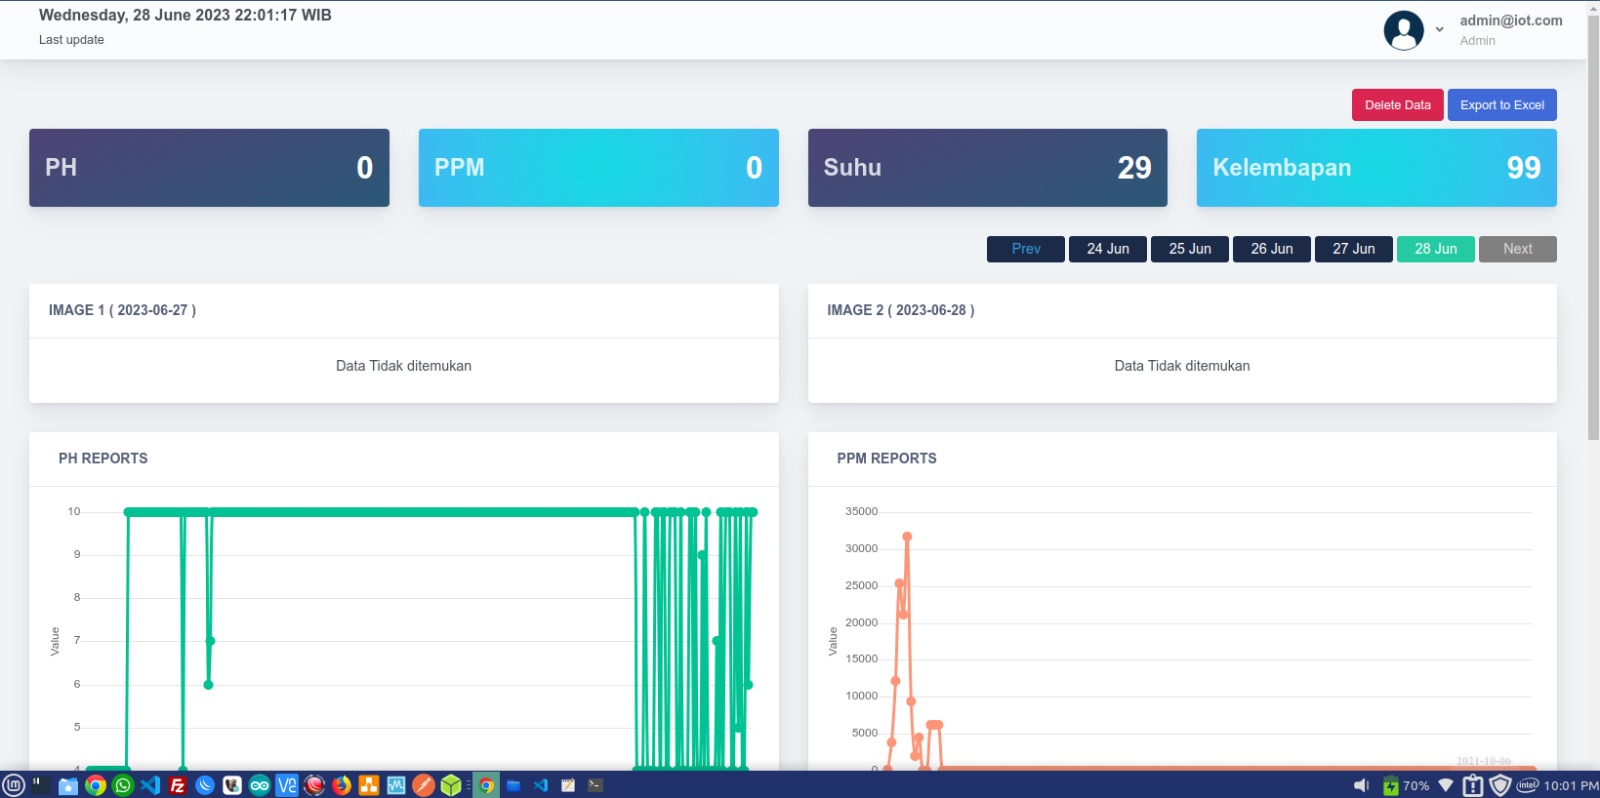 Wednesday, 28 June 2023 22:01:17 WIB
Last update
admin@iot.com
Admin
Delete Data
Export to Excel
PH 0
PPM 0
Suhu 29
Kelembapan 99
Prev 24 Jun 25 Jun 26 Jun 27 Jun 28 Jun Next
IMAGE 1 ( 2023-06-27 )
Data Tidak ditemukan
IMAGE 2 ( 2023-06-28 )
Data Tidak ditemukan
PH REPORTS
10
9
8
7
6
5
4
Value
PPM REPORTS
35000
30000
25000
20000
15000
10000
5000
0
Value
2021-10-06
70%
intel
10:01 PM